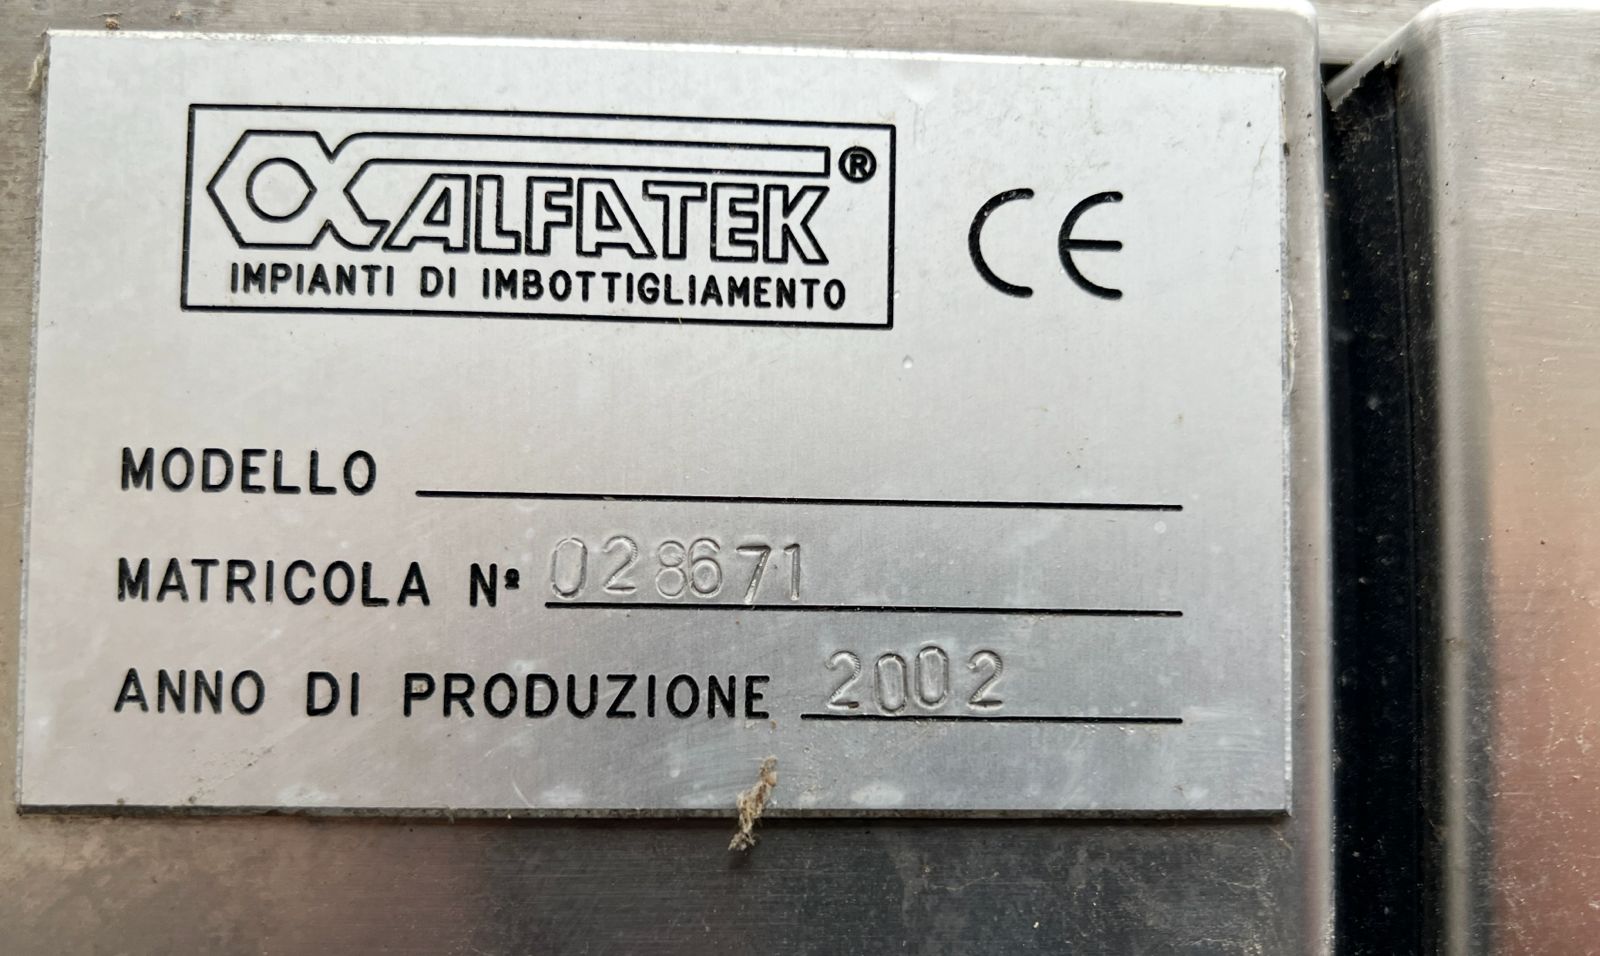 ALFATEK®
IMPIANTI DI IMBOTTIGLIAMENTO
CE
MODELLO
MATRICOLA Nº 028671
ANNO DI PRODUZIONE 2002